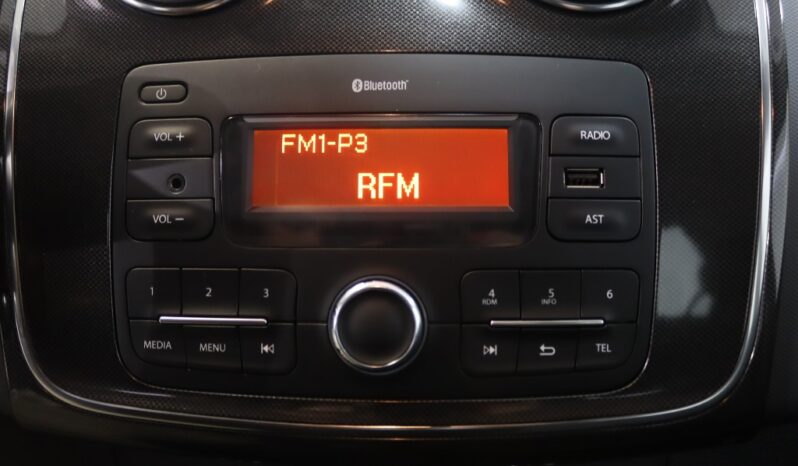 Bluetooth
VOL +
FM1-P3
RADIO
RFM
VOL −
AST
1 2 3
4 5 6
RDM INFO
MEDIA MENU
TEL